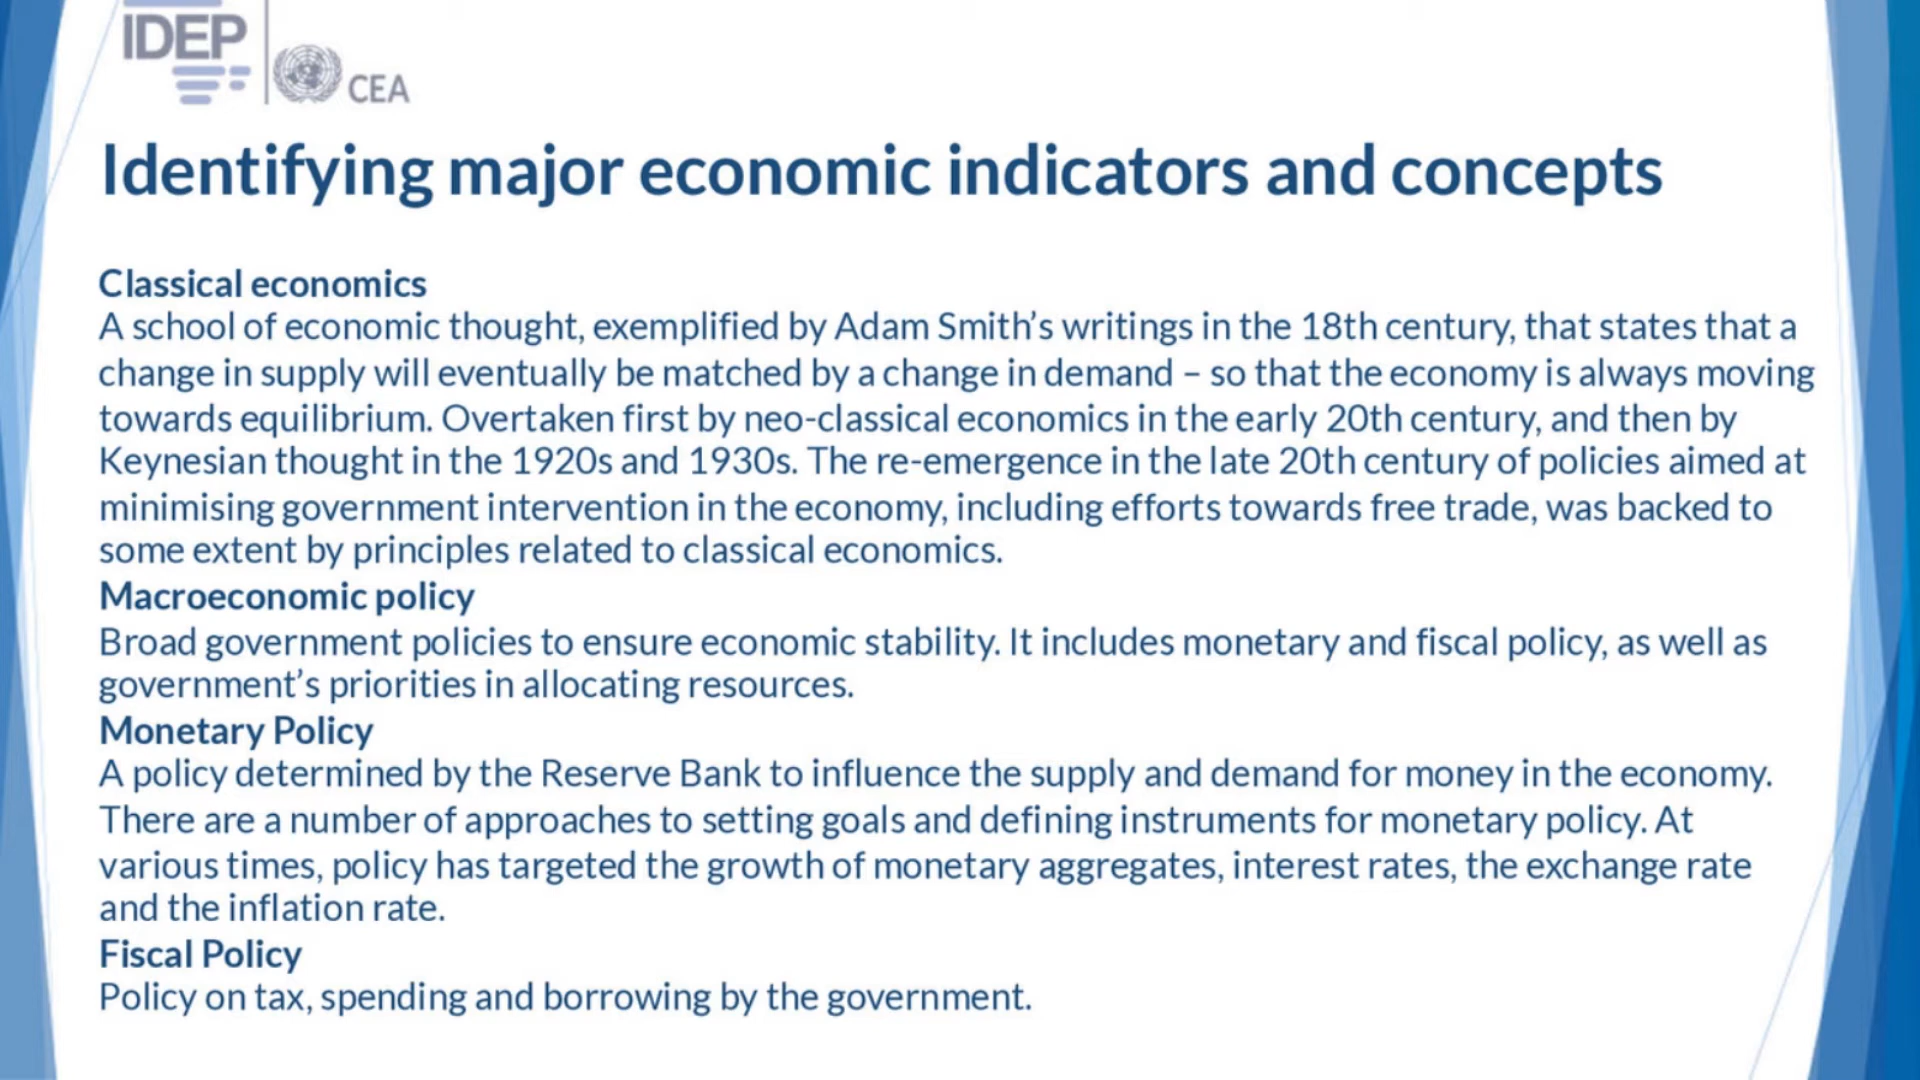 IDEP
CEA
Identifying major economic indicators and concepts
Classical economics
A school of economic thought, exemplified by Adam Smith’s writings in the 18th century, that states that a
change in supply will eventually be matched by a change in demand – so that the economy is always moving
towards equilibrium. Overtaken first by neo-classical economics in the early 20th century, and then by
Keynesian thought in the 1920s and 1930s. The re-emergence in the late 20th century of policies aimed at
minimising government intervention in the economy, including efforts towards free trade, was backed to
some extent by principles related to classical economics.
Macroeconomic policy
Broad government policies to ensure economic stability. It includes monetary and fiscal policy, as well as
government’s priorities in allocating resources.
Monetary Policy
A policy determined by the Reserve Bank to influence the supply and demand for money in the economy.
There are a number of approaches to setting goals and defining instruments for monetary policy. At
various times, policy has targeted the growth of monetary aggregates, interest rates, the exchange rate
and the inflation rate.
Fiscal Policy
Policy on tax, spending and borrowing by the government.